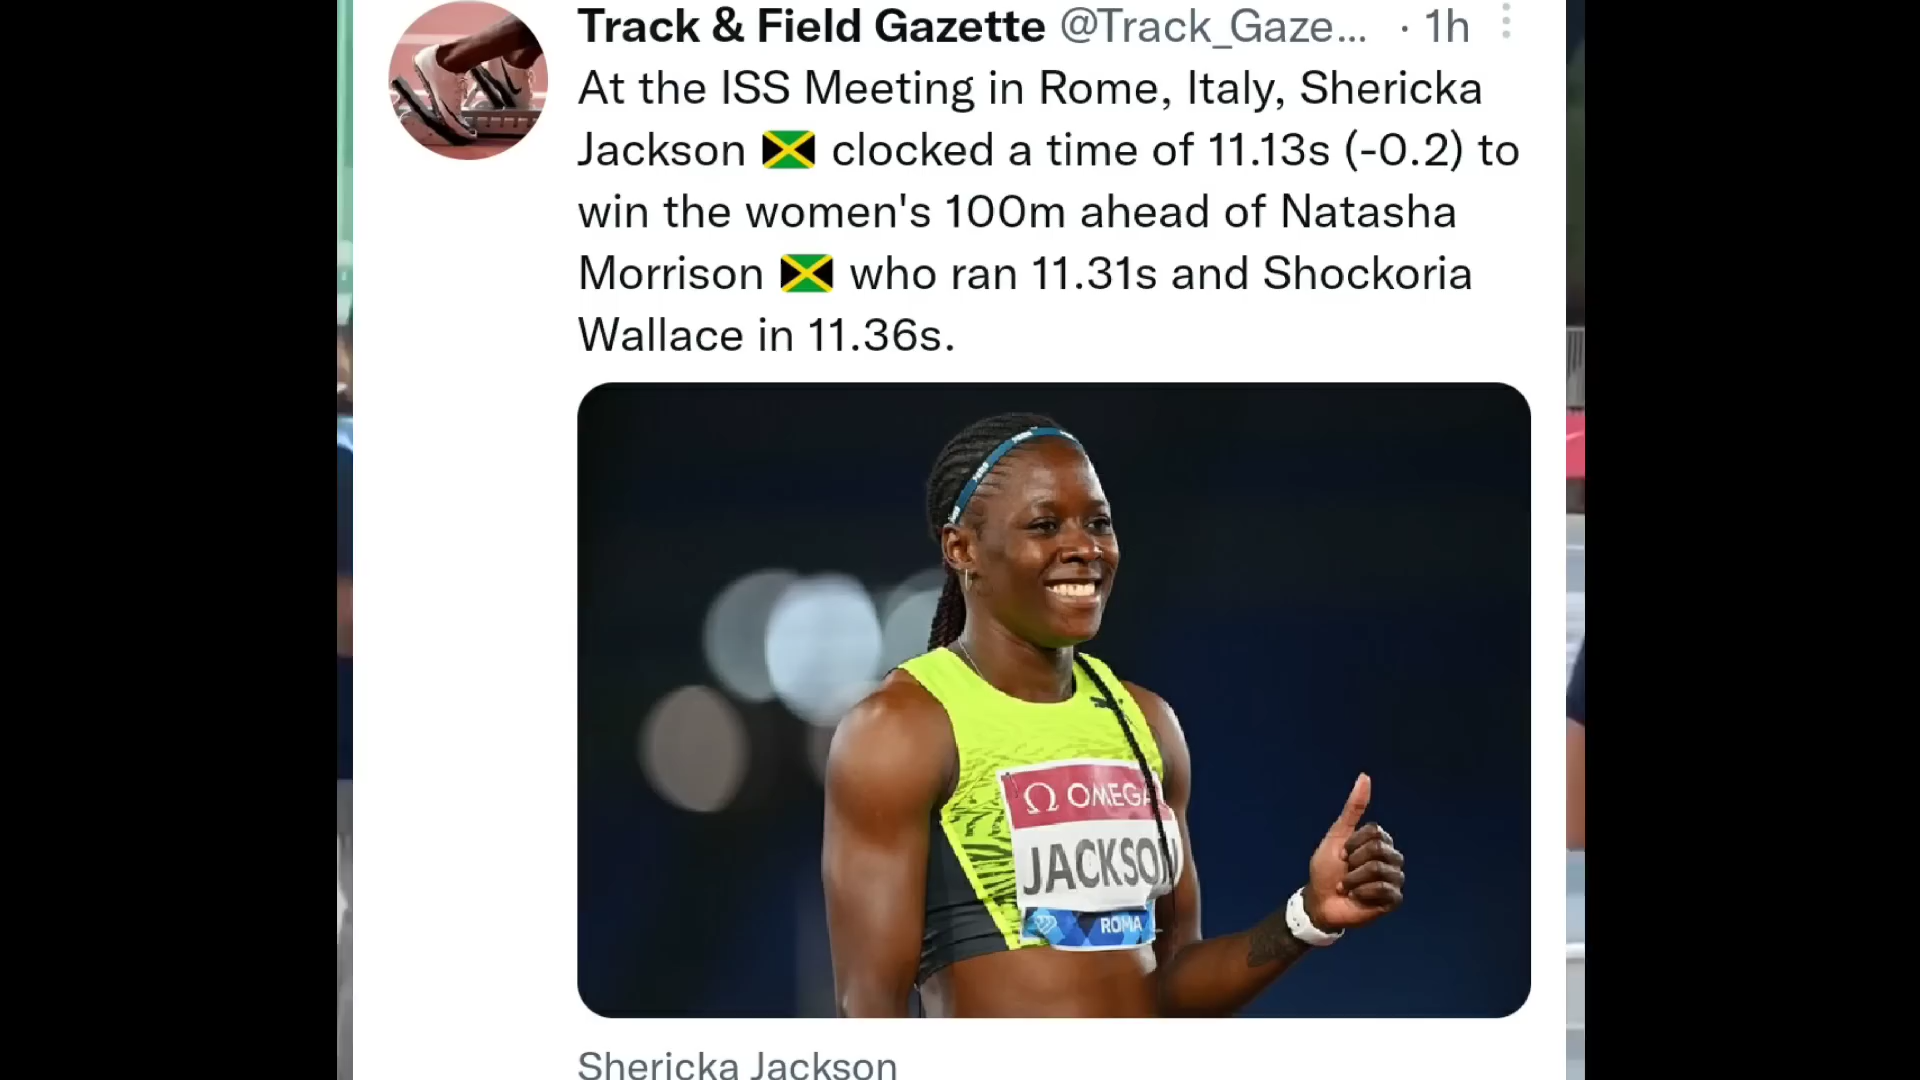 Track & Field Gazette @Track_Gaze... · 1h
At the ISS Meeting in Rome, Italy, Shericka
Jackson 🇯🇲 clocked a time of 11.13s (-0.2) to
win the women's 100m ahead of Natasha
Morrison 🇯🇲 who ran 11.31s and Shockoria
Wallace in 11.36s.
Ω OMEGA
JACKSON
ROMA
Shericka Jackson